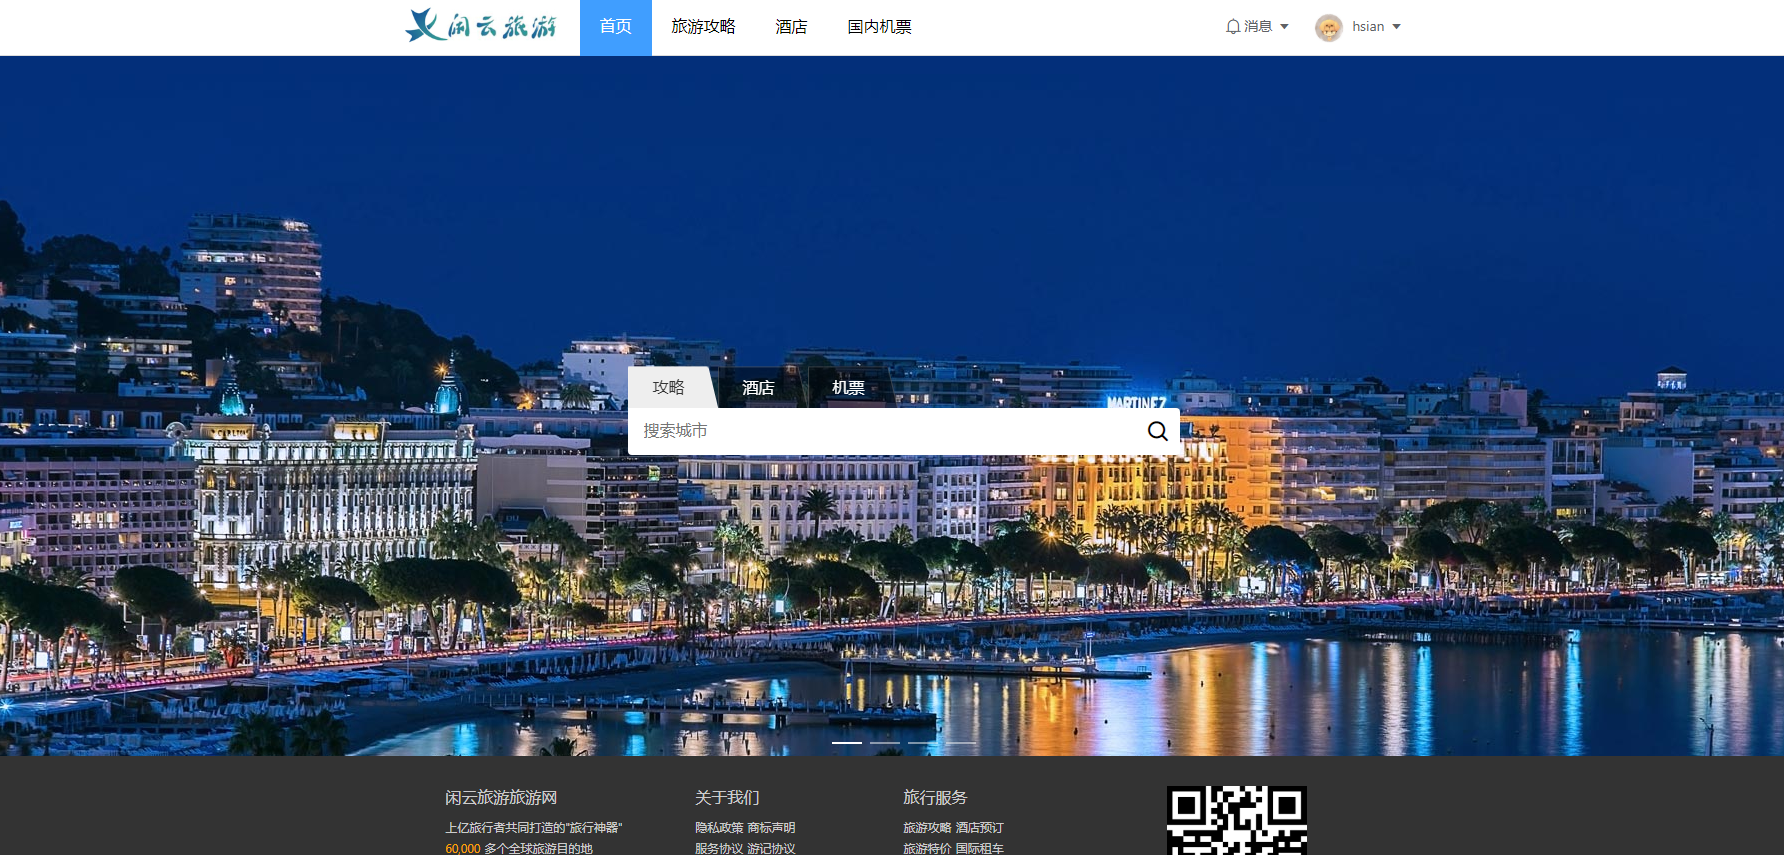 闲云旅游 首页 旅游攻略 酒店 国内机票 消息 hsian
攻略 酒店 机票
MARTINEZ
搜索城市
CARLTON
闲云旅游旅游网 关于我们 旅行服务
上亿旅行者共同打造的"旅行神器" 隐私政策 商标声明 旅游攻略 酒店预订
60,000 多个全球旅游目的地 服务协议 游记协议 旅游特价 国际租车